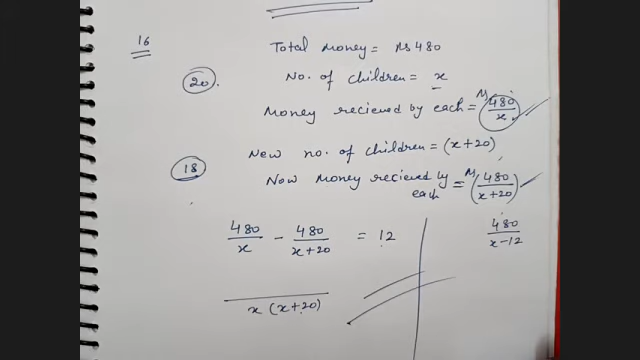 16
Total money = Rs 480
20.
No. of children = x
Money recieved by each = Rs 480/x
New no. of children = (x+20)
18
Now money recieved by each = Rs (480/(x+20))
480/x - 480/(x+20) = 12
480/(x-12)
x (x+20)